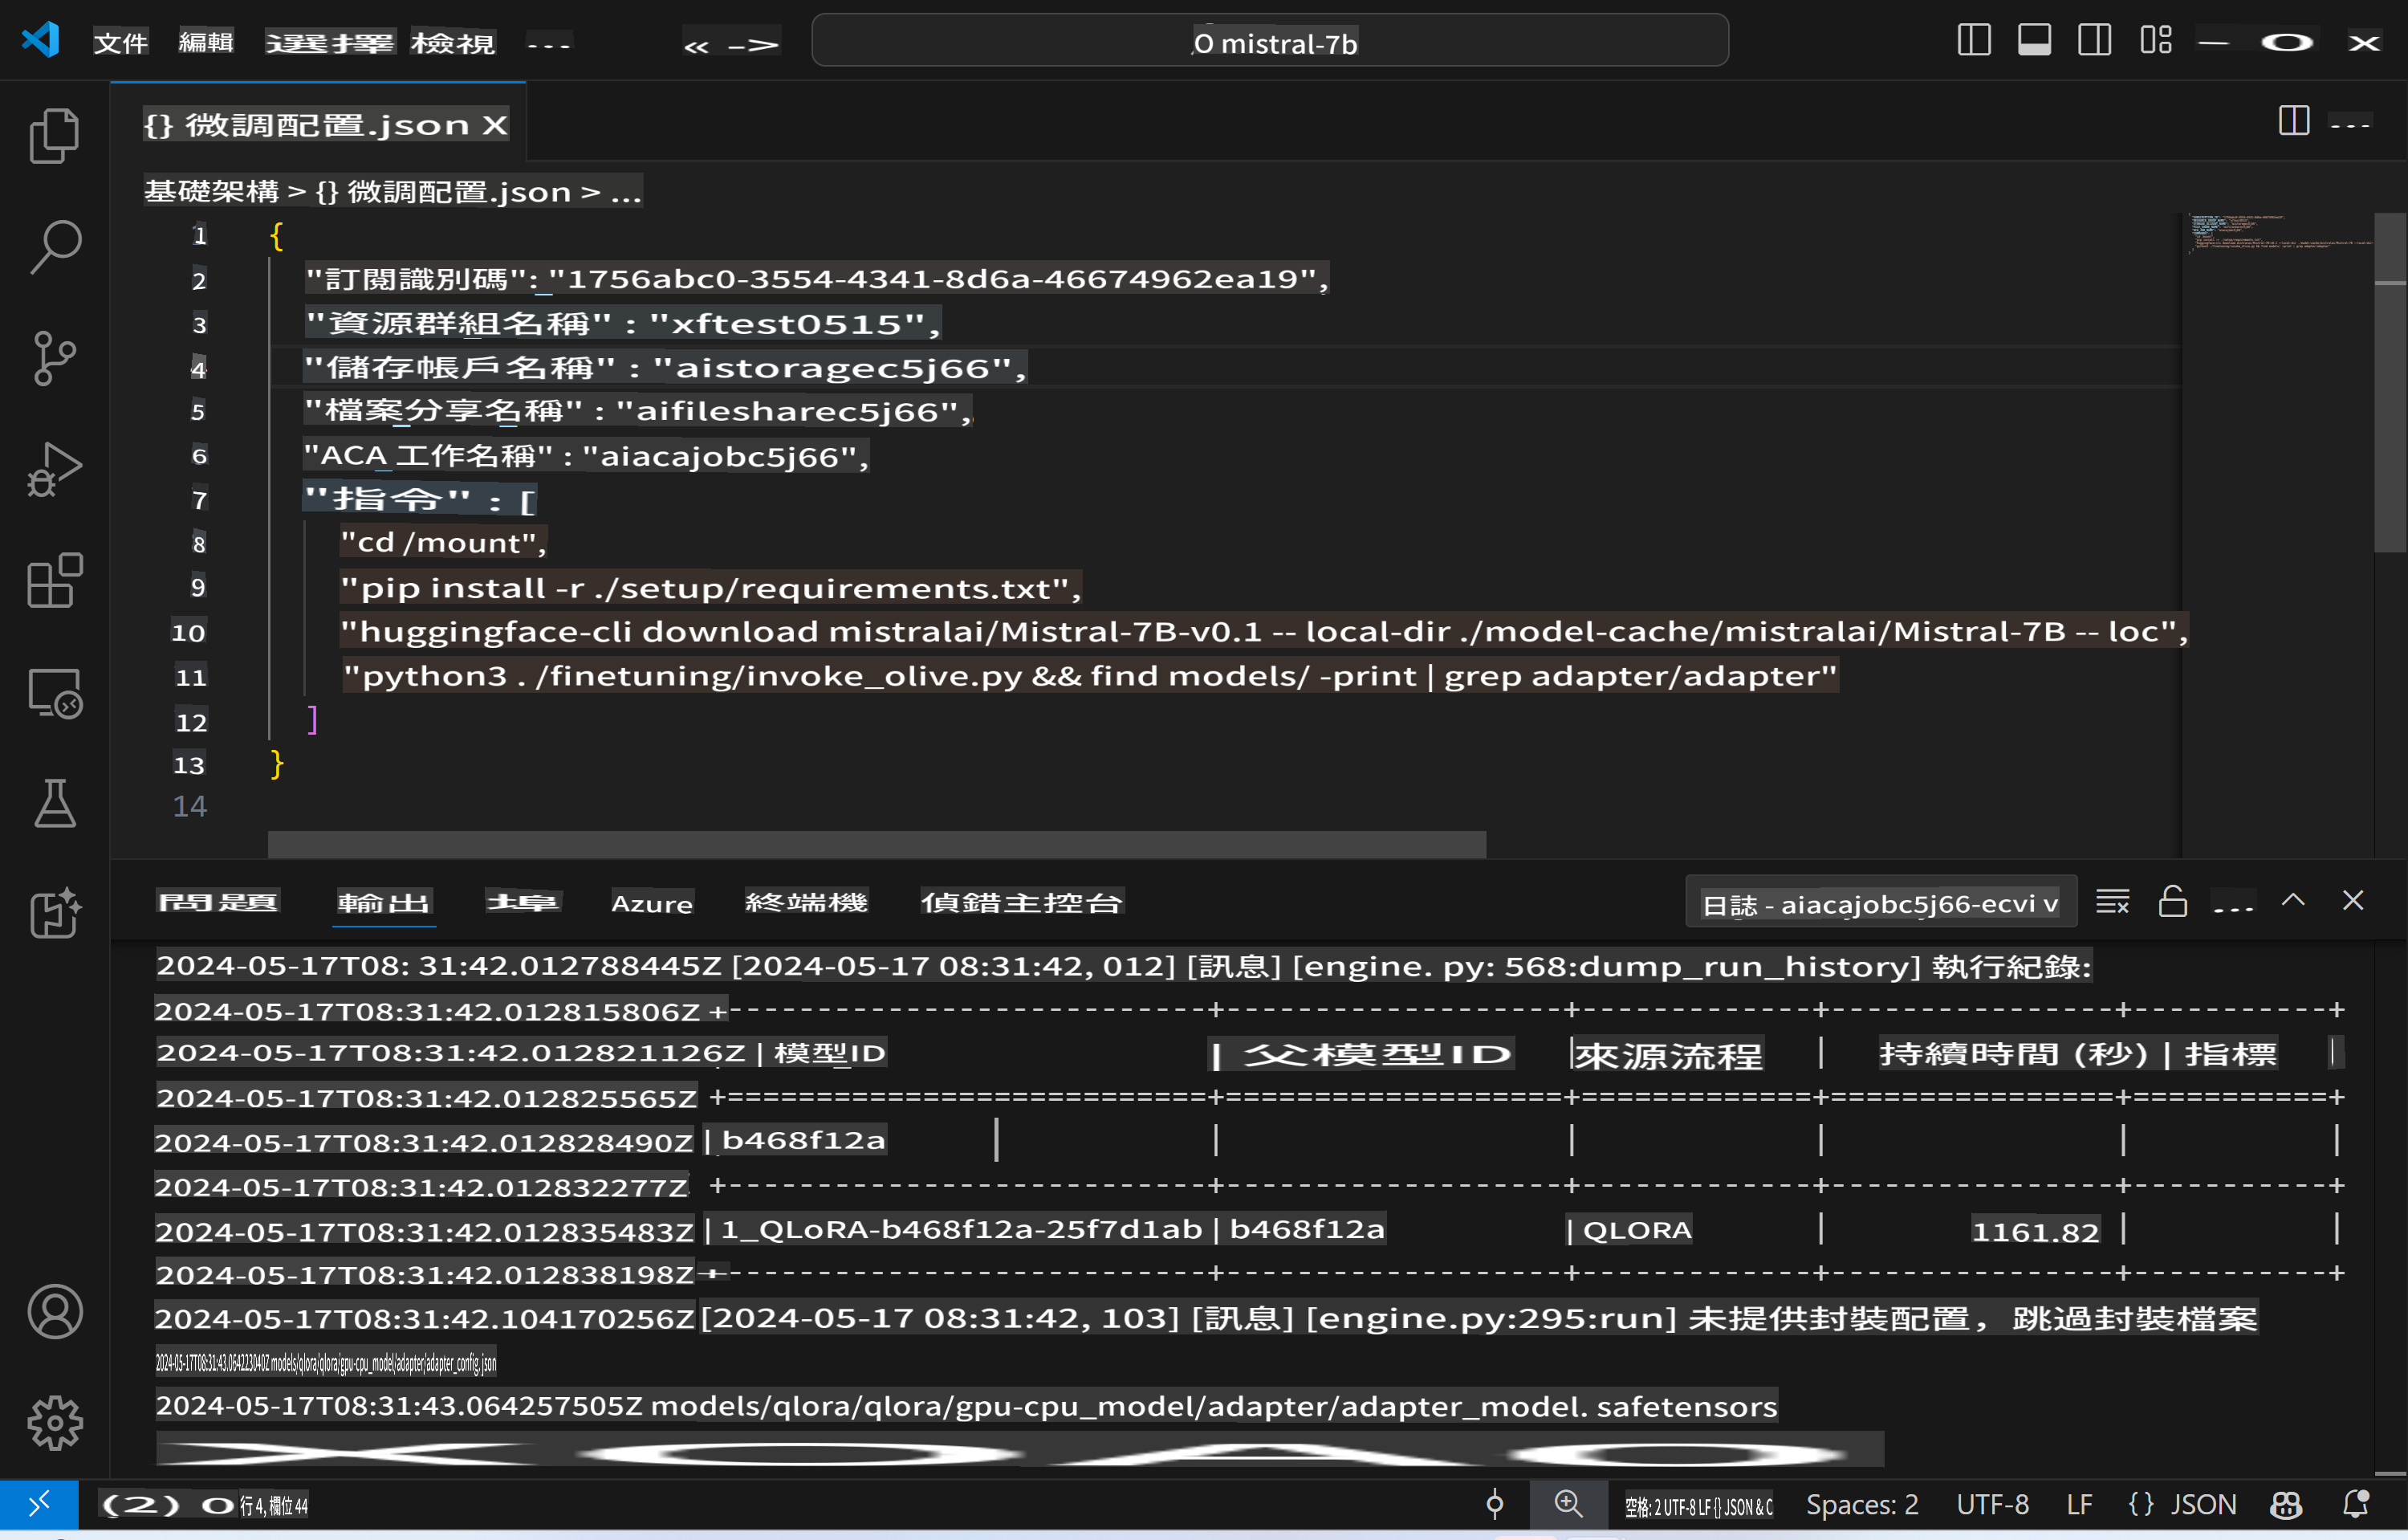 文件 編輯 選擇 檢視 ... « -> O mistral-7b
{} 微調配置.json X
基礎架構 > {} 微調配置.json > ...
1 {
2 "訂閱識別碼": "1756abc0-3554-4341-8d6a-46674962ea19",
3 "資源群組名稱" : "xftest0515",
4 "儲存帳戶名稱" : "aistoragec5j66",
5 "檔案分享名稱" : "aifilesharec5j66",
6 "ACA 工作名稱" : "aiacajobc5j66",
7 "指令" : [
8 "cd /mount",
9 "pip install -r ./setup/requirements.txt",
10 "huggingface-cli download mistralai/Mistral-7B-v0.1 -- local-dir ./model-cache/mistralai/Mistral-7B -- loc",
11 "python3 . /finetuning/invoke_olive.py && find models/ -print | grep adapter/adapter"
12 ]
13 }
14
問題 輸出 埠 Azure 終端機 偵錯主控台 日誌 - aiacajobc5j66-ecvi v
2024-05-17T08: 31:42.012788445Z [2024-05-17 08:31:42, 012] [訊息] [engine. py: 568:dump_run_history] 執行紀錄:
2024-05-17T08:31:42.012815806Z +---------------------------+-------------------+-------------+----------------+-----------+
2024-05-17T08:31:42.012821126Z | 模型ID | 父模型ID | 來源流程 | 持續時間 (秒) | 指標 |
2024-05-17T08:31:42.012825565Z +===========================+===================+=============+================+===========+
2024-05-17T08:31:42.012828490Z | b468f12a | | | | |
2024-05-17T08:31:42.012832277Z +---------------------------+-------------------+-------------+----------------+-----------+
2024-05-17T08:31:42.012835483Z | 1_QLoRA-b468f12a-25f7d1ab | b468f12a | QLORA | 1161.82 | |
2024-05-17T08:31:42.012838198Z +---------------------------+-------------------+-------------+----------------+-----------+
2024-05-17T08:31:42.104170256Z [2024-05-17 08:31:42, 103] [訊息] [engine.py:295:run] 未提供封裝配置，跳過封裝檔案
2024-05-17T08:31:43.064223040Z models/qlora/qlora/gpu-cpu_model/adapter/adapter_config.json
2024-05-17T08:31:43.064257505Z models/qlora/qlora/gpu-cpu_model/adapter/adapter_model. safetensors
(2) O 行 4, 欄位 44 空格: 2 UTF-8 LF {} JSON & C Spaces: 2 UTF-8 LF {} JSON